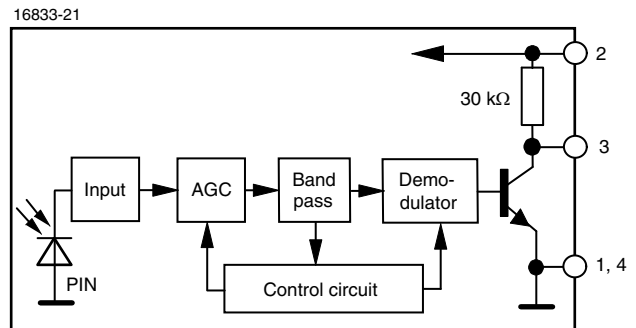 16833-21
2
30 kΩ
3
Input
AGC
Band
pass
Demo-
dulator
PIN
Control circuit
1, 4